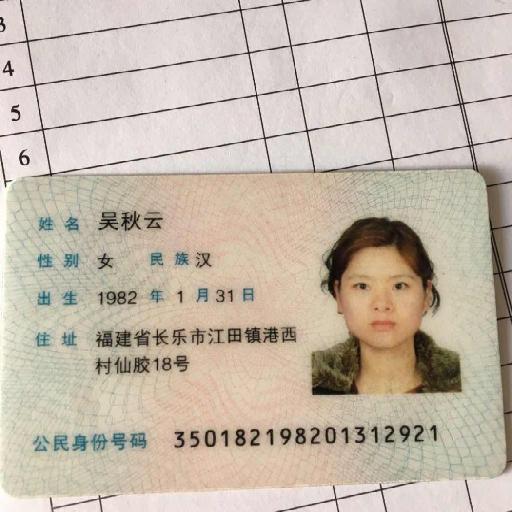 3
4
5
6
姓名 吴秋云
性别 女 民族 汉
出生 1982 年 1 月 31 日
住址 福建省长乐市江田镇港西
村仙胶18号
公民身份号码 350182198201312921